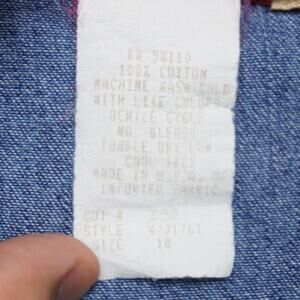 RN 58110
100% COTTON
MACHINE WASH COLD
WITH LIKE COLORS
GENTLE CYCLE
NO BLEACH
TUMBLE DRY LOW
COOL IRON
MADE IN U.S.A. OF
IMPORTED FABRIC
CUT #
STYLE
SIZE 10